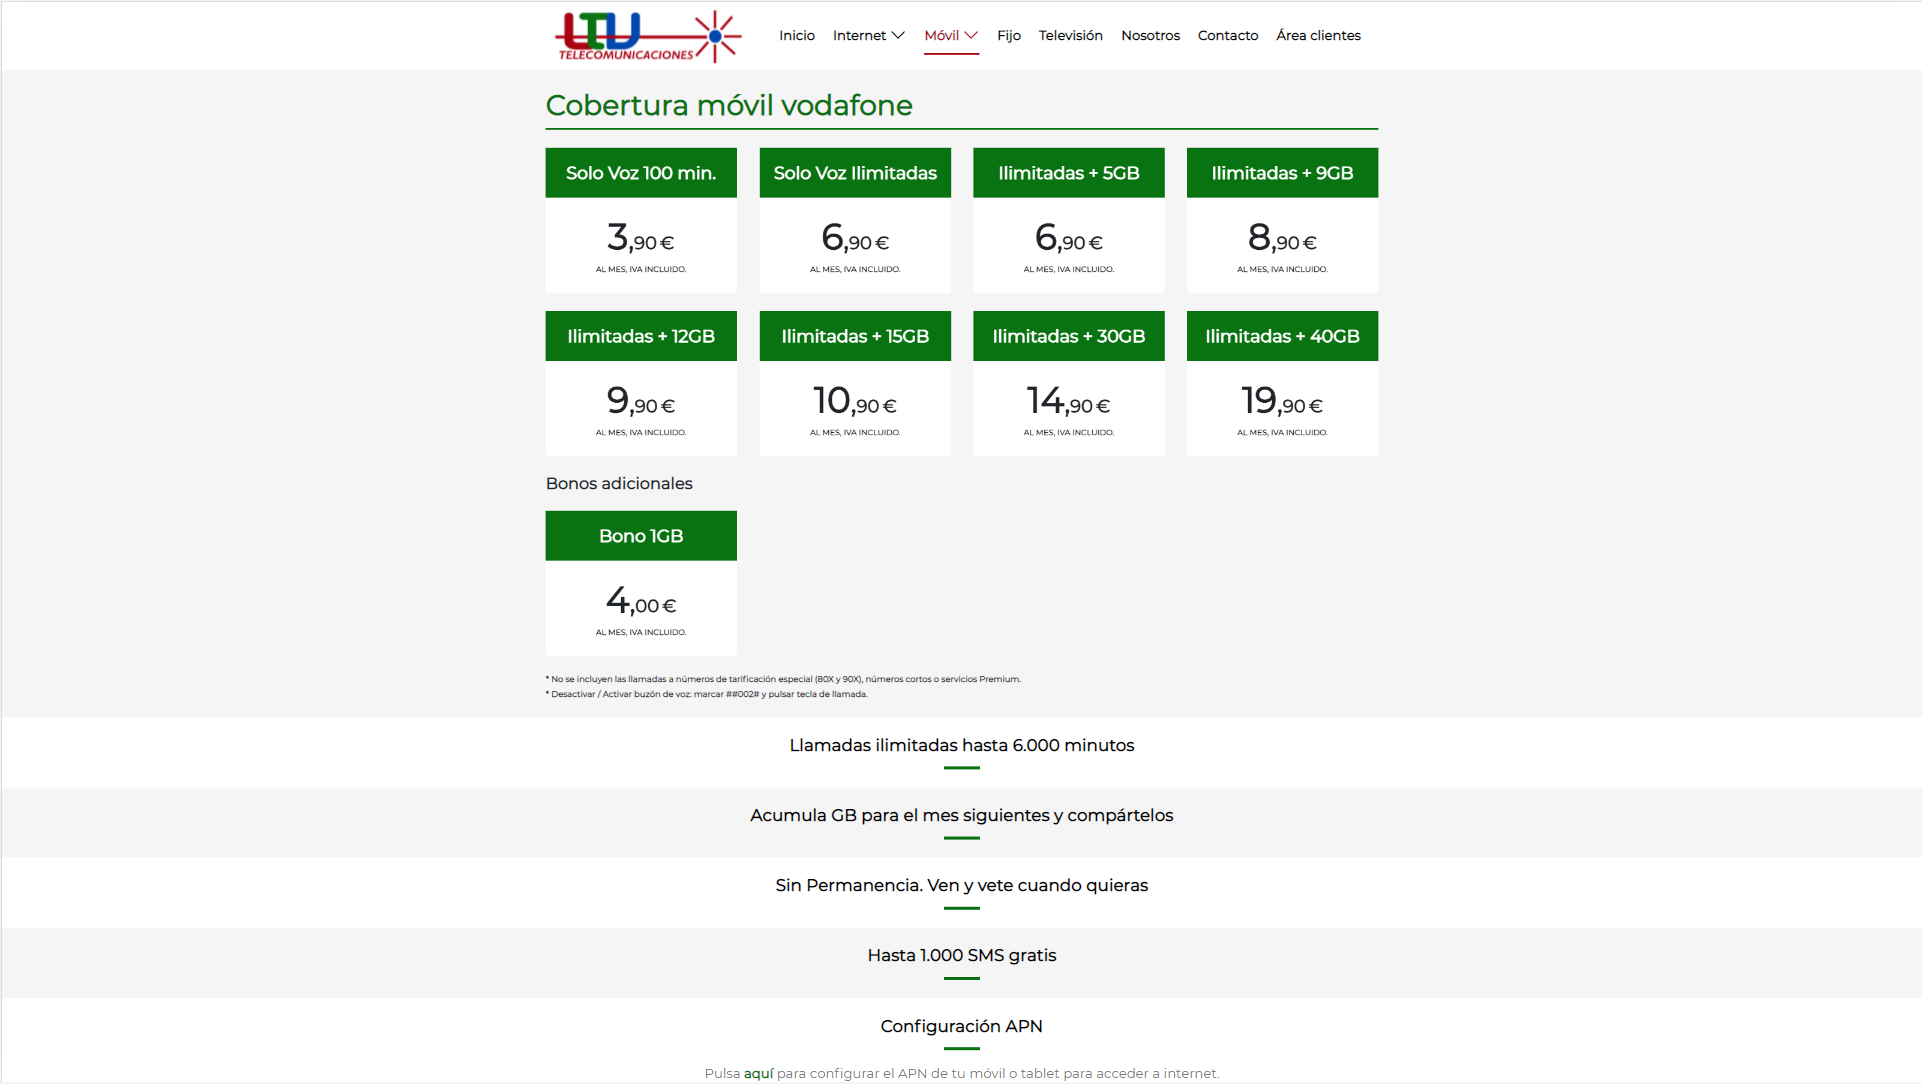 LTV
TELECOMUNICACIONES
Inicio Internet Móvil Fijo Televisión Nosotros Contacto Área clientes
Cobertura móvil vodafone
Solo Voz 100 min. Solo Voz Ilimitadas Ilimitadas + 5GB Ilimitadas + 9GB
3,90 € 6,90 € 6,90 € 8,90 €
AL MES, IVA INCLUIDO. AL MES, IVA INCLUIDO. AL MES, IVA INCLUIDO. AL MES, IVA INCLUIDO.
Ilimitadas + 12GB Ilimitadas + 15GB Ilimitadas + 30GB Ilimitadas + 40GB
9,90 € 10,90 € 14,90 € 19,90 €
AL MES, IVA INCLUIDO. AL MES, IVA INCLUIDO. AL MES, IVA INCLUIDO. AL MES, IVA INCLUIDO.
Bonos adicionales
Bono 1GB
4,00 €
AL MES, IVA INCLUIDO.
* No se incluyen las llamadas a números de tarificación especial (80X y 90X), números cortos o servicios Premium.
* Desactivar / Activar buzón de voz: marcar ##002# y pulsar tecla de llamada.
Llamadas ilimitadas hasta 6.000 minutos
Acumula GB para el mes siguientes y compártelos
Sin Permanencia. Ven y vete cuando quieras
Hasta 1.000 SMS gratis
Configuración APN
Pulsa aquí para configurar el APN de tu móvil o tablet para acceder a internet.